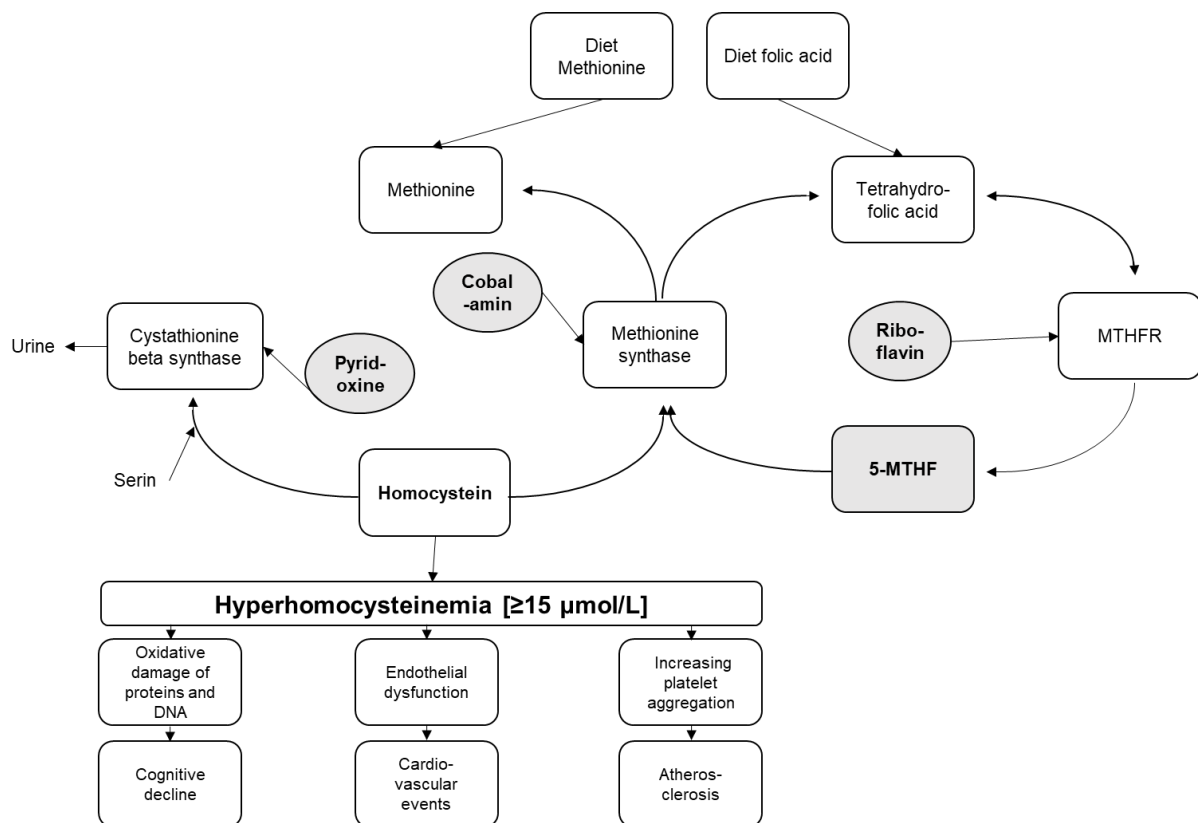 Diet
Methionine
Diet folic acid
Methionine
Tetrahydro-
folic acid
Cobal
-amin
Urine
Cystathionine
beta synthase
Pyrid-
oxine
Methionine
synthase
Ribo-
flavin
MTHFR
Serin
Homocystein
5-MTHF
Hyperhomocysteinemia [≥15 µmol/L]
Oxidative
damage of
proteins and
DNA
Endothelial
dysfunction
Increasing
platelet
aggregation
Cognitive
decline
Cardio-
vascular
events
Atheros-
clerosis